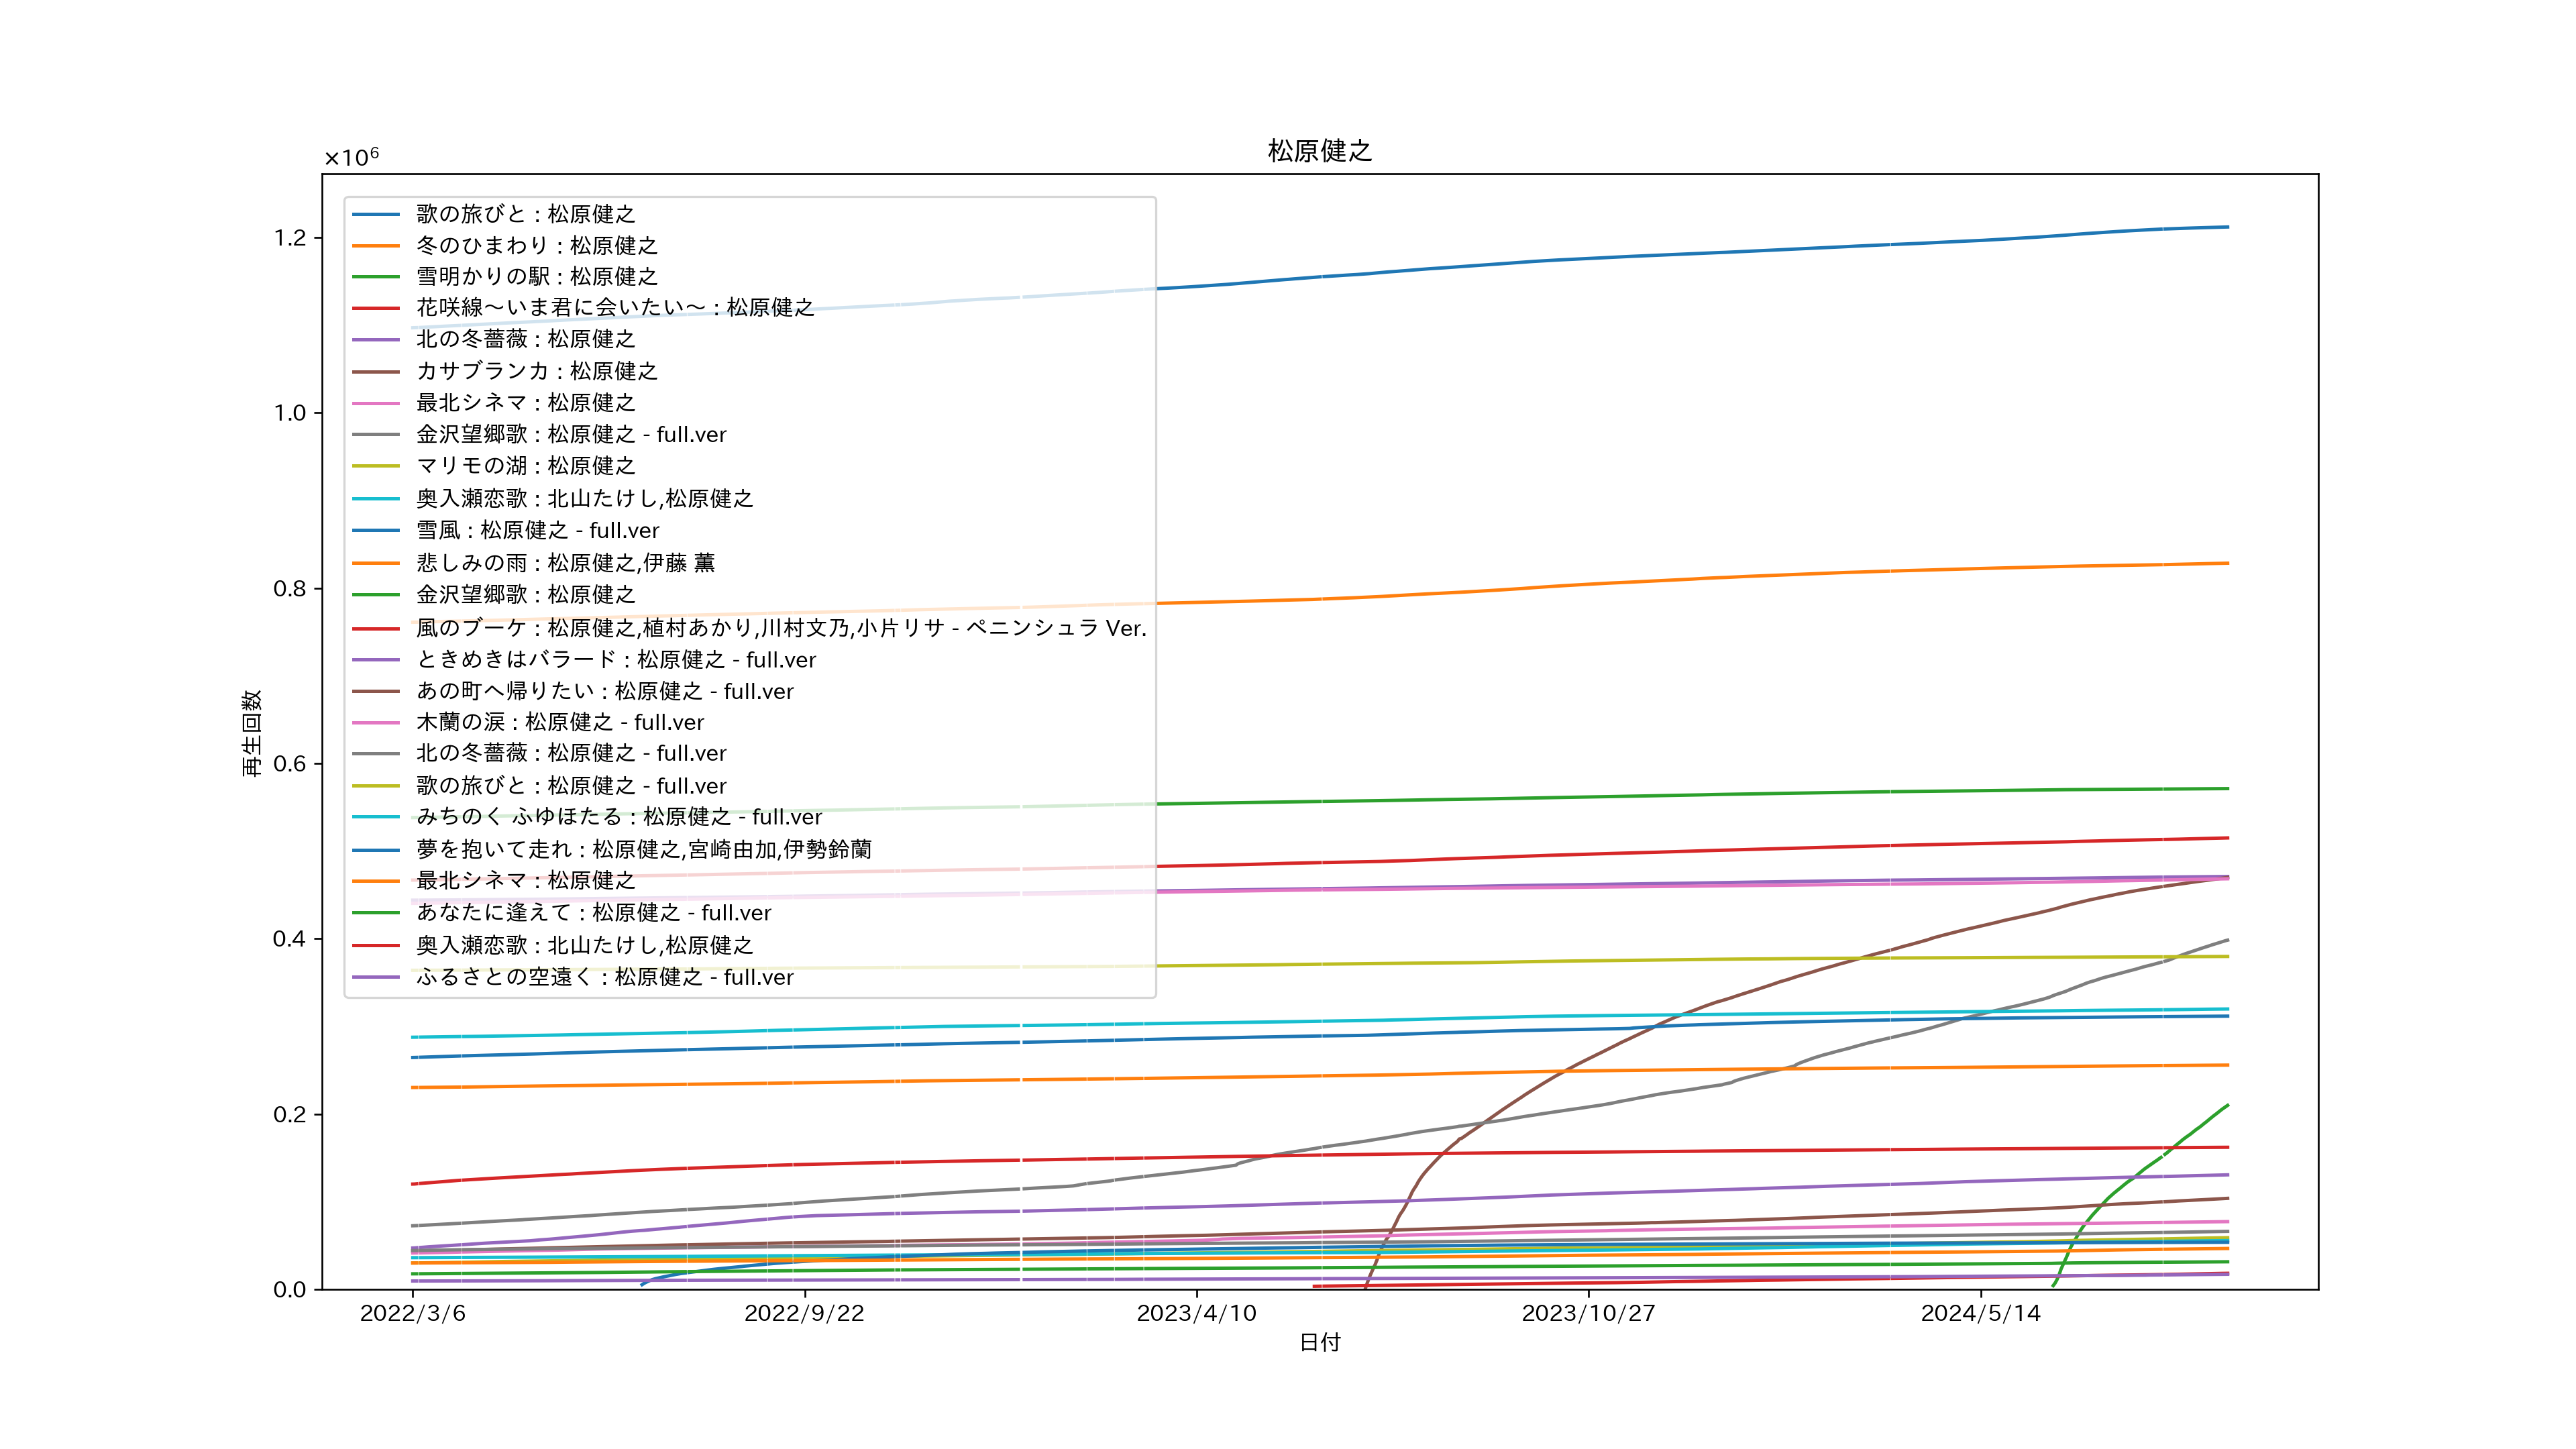 松原健之
×10⁶
1.2
1.0
0.8
0.6
0.4
0.2
0.0
再生回数
歌の旅びと : 松原健之
冬のひまわり : 松原健之
雪明かりの駅 : 松原健之
花咲線～いま君に会いたい～ : 松原健之
北の冬薔薇 : 松原健之
カサブランカ : 松原健之
最北シネマ : 松原健之
金沢望郷歌 : 松原健之 - full.ver
マリモの湖 : 松原健之
奥入瀬恋歌 : 北山たけし,松原健之
雪風 : 松原健之 - full.ver
悲しみの雨 : 松原健之,伊藤 薫
金沢望郷歌 : 松原健之
風のブーケ : 松原健之,植村あかり,川村文乃,小片リサ - ペニンシュラ Ver.
ときめきはバラード : 松原健之 - full.ver
あの町へ帰りたい : 松原健之 - full.ver
木蘭の涙 : 松原健之 - full.ver
北の冬薔薇 : 松原健之 - full.ver
歌の旅びと : 松原健之 - full.ver
みちのく ふゆほたる : 松原健之 - full.ver
夢を抱いて走れ : 松原健之,宮崎由加,伊勢鈴蘭
最北シネマ : 松原健之
あなたに逢えて : 松原健之 - full.ver
奥入瀬恋歌 : 北山たけし,松原健之
ふるさとの空遠く : 松原健之 - full.ver
2022/3/6
2022/9/22
2023/4/10
2023/10/27
2024/5/14
日付